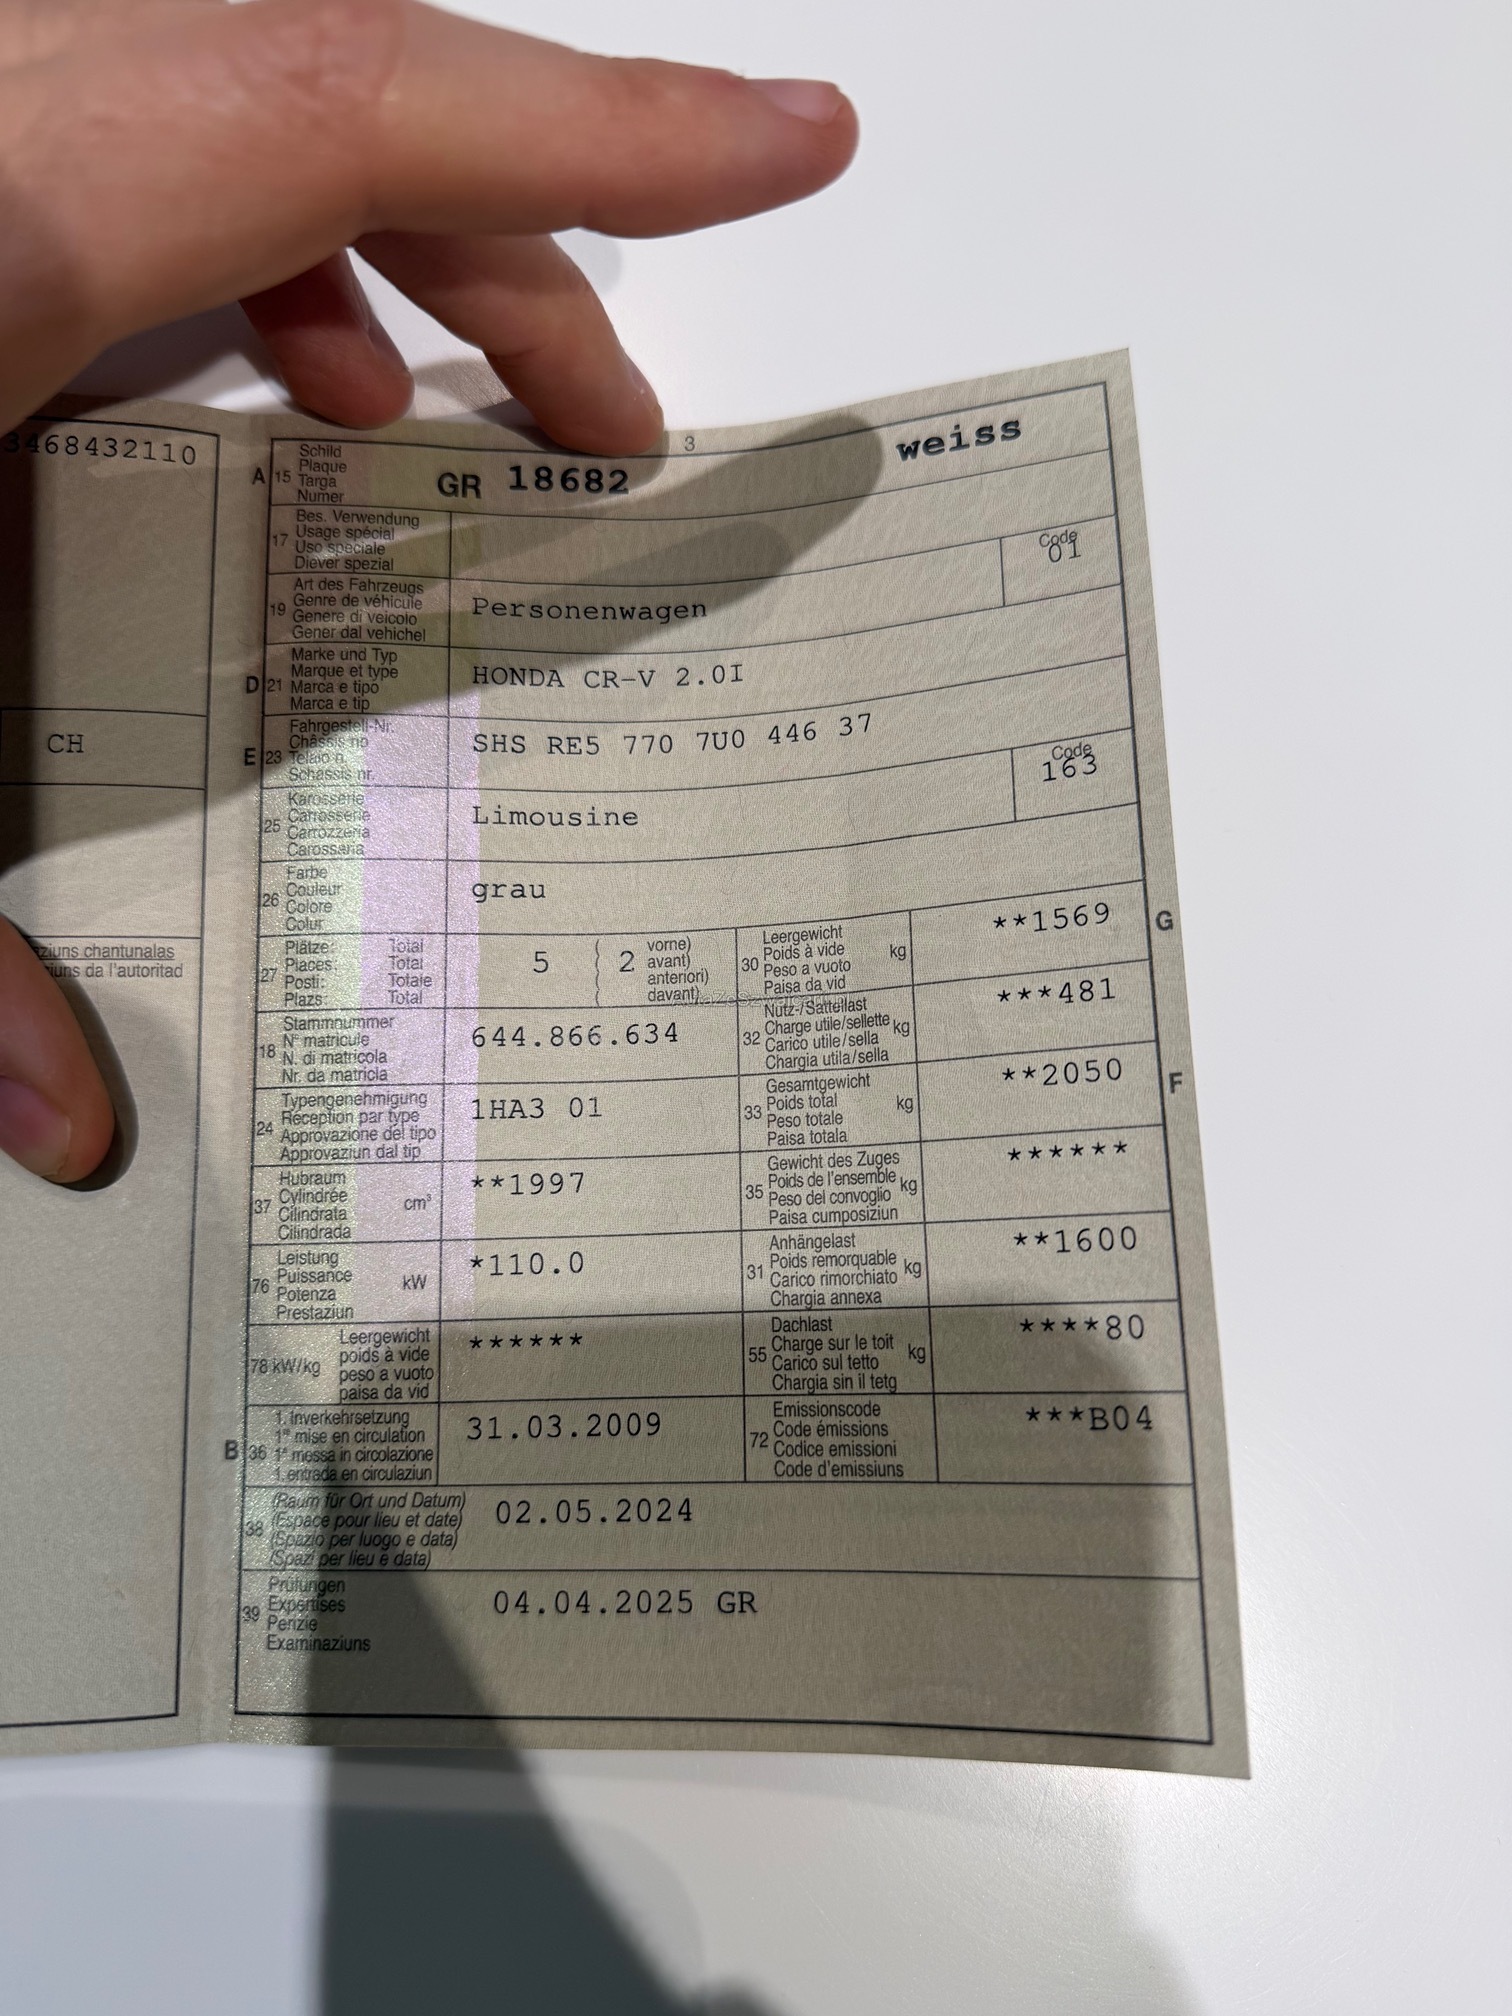 3468432110
CH
ziuns chantunalas
iuns da l'autoritad
3
A 15 Schild
Plaque
Targa
Numer
GR 18682
weiss
17 Bes. Verwendung
Usage spécial
Uso speciale
Diever spezial
Code
01
19 Art des Fahrzeugs
Genre de véhicule
Genere di veicolo
Gener dal vehichel
Personenwagen
D 21 Marke und Typ
Marque et type
Marca e tipo
Marca e tip
HONDA CR-V 2.0I
E 23 Fahrgestell-Nr.
Châssis no
Telaio n.
Schassis nr.
SHS RE5 770 7U0 446 37
25 Karosserie
Carrosserie
Carrozzeria
Carossaria
Limousine
Code
163
26 Farbe
Couleur
Colore
Colur
grau
27 Plätze: Total
Places: Total
Posti: Totale
Plazs: Total
5 ( 2 vorne)
( avant)
( anteriori)
( davant)
30 Leergewicht
Poids à vide kg
Peso a vuoto
Paisa da vid
**1569
G
18 Stammnummer
N° matricule
N. di matricola
Nr. da matricla
644.866.634
32 Nutz-/Sattellast
Charge utile/sellette kg
Carico utile/sella
Chargia utila/sella
***481
24 Typengenehmigung
Réception par type
Approvazione del tipo
Approvaziun dal tip
1HA3 01
33 Gesamtgewicht
Poids total kg
Peso totale
Paisa totala
**2050
F
37 Hubraum
Cylindrée
Cilindrata cm³
Cilindrada
**1997
35 Gewicht des Zuges
Poids de l'ensemble kg
Peso del convoglio
Paisa cumposiziun
******
76 Leistung
Puissance kW
Potenza
Prestaziun
*110.0
31 Anhängelast
Poids remorquable kg
Carico rimorchiato
Chargia annexa
**1600
78 kW/kg Leergewicht
poids à vide
peso a vuoto
paisa da vid
******
55 Dachlast
Charge sur le toit kg
Carico sul tetto
Chargia sin il tetg
****80
B 36 1. Inverkehrsetzung
1re mise en circulation
1a messa in circolazione
1. entrada en circulaziun
31.03.2009
72 Emissionscode
Code émissions
Codice emissioni
Code d'emissiuns
***B04
38 (Raum für Ort und Datum)
(Espace pour lieu et date)
(Spazio per luogo e data)
(Spazi per lieu e data)
02.05.2024
39 Prüfungen
Expertises
Perizie
Examinaziuns
04.04.2025 GR